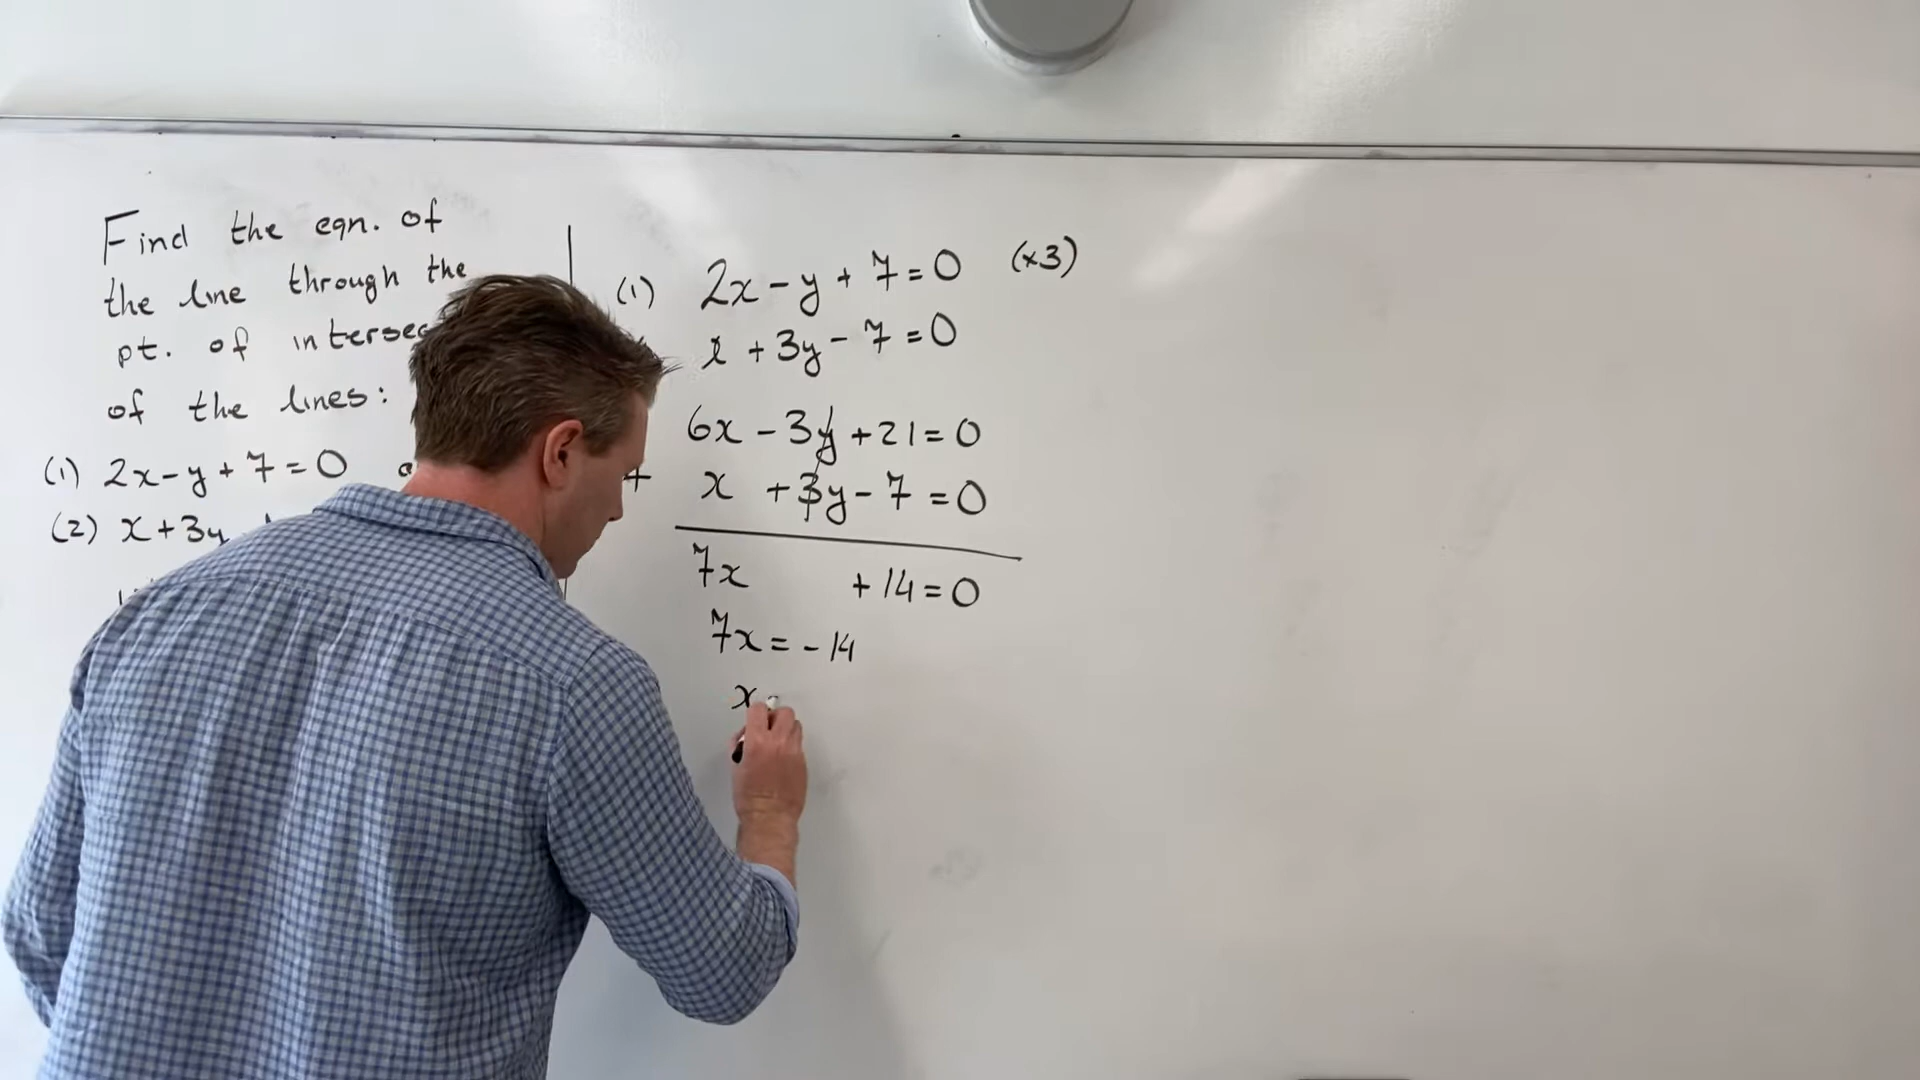 Find the eqn. of
the line through the
pt. of intersec
of the lines:
(1) 2x-y+7=0
(2) x+3y
(1) 2x-y+7=0 (×3)
x+3y-7=0
6x-3y+21=0
+ x+3y-7=0
7x +14=0
7x=-14
x